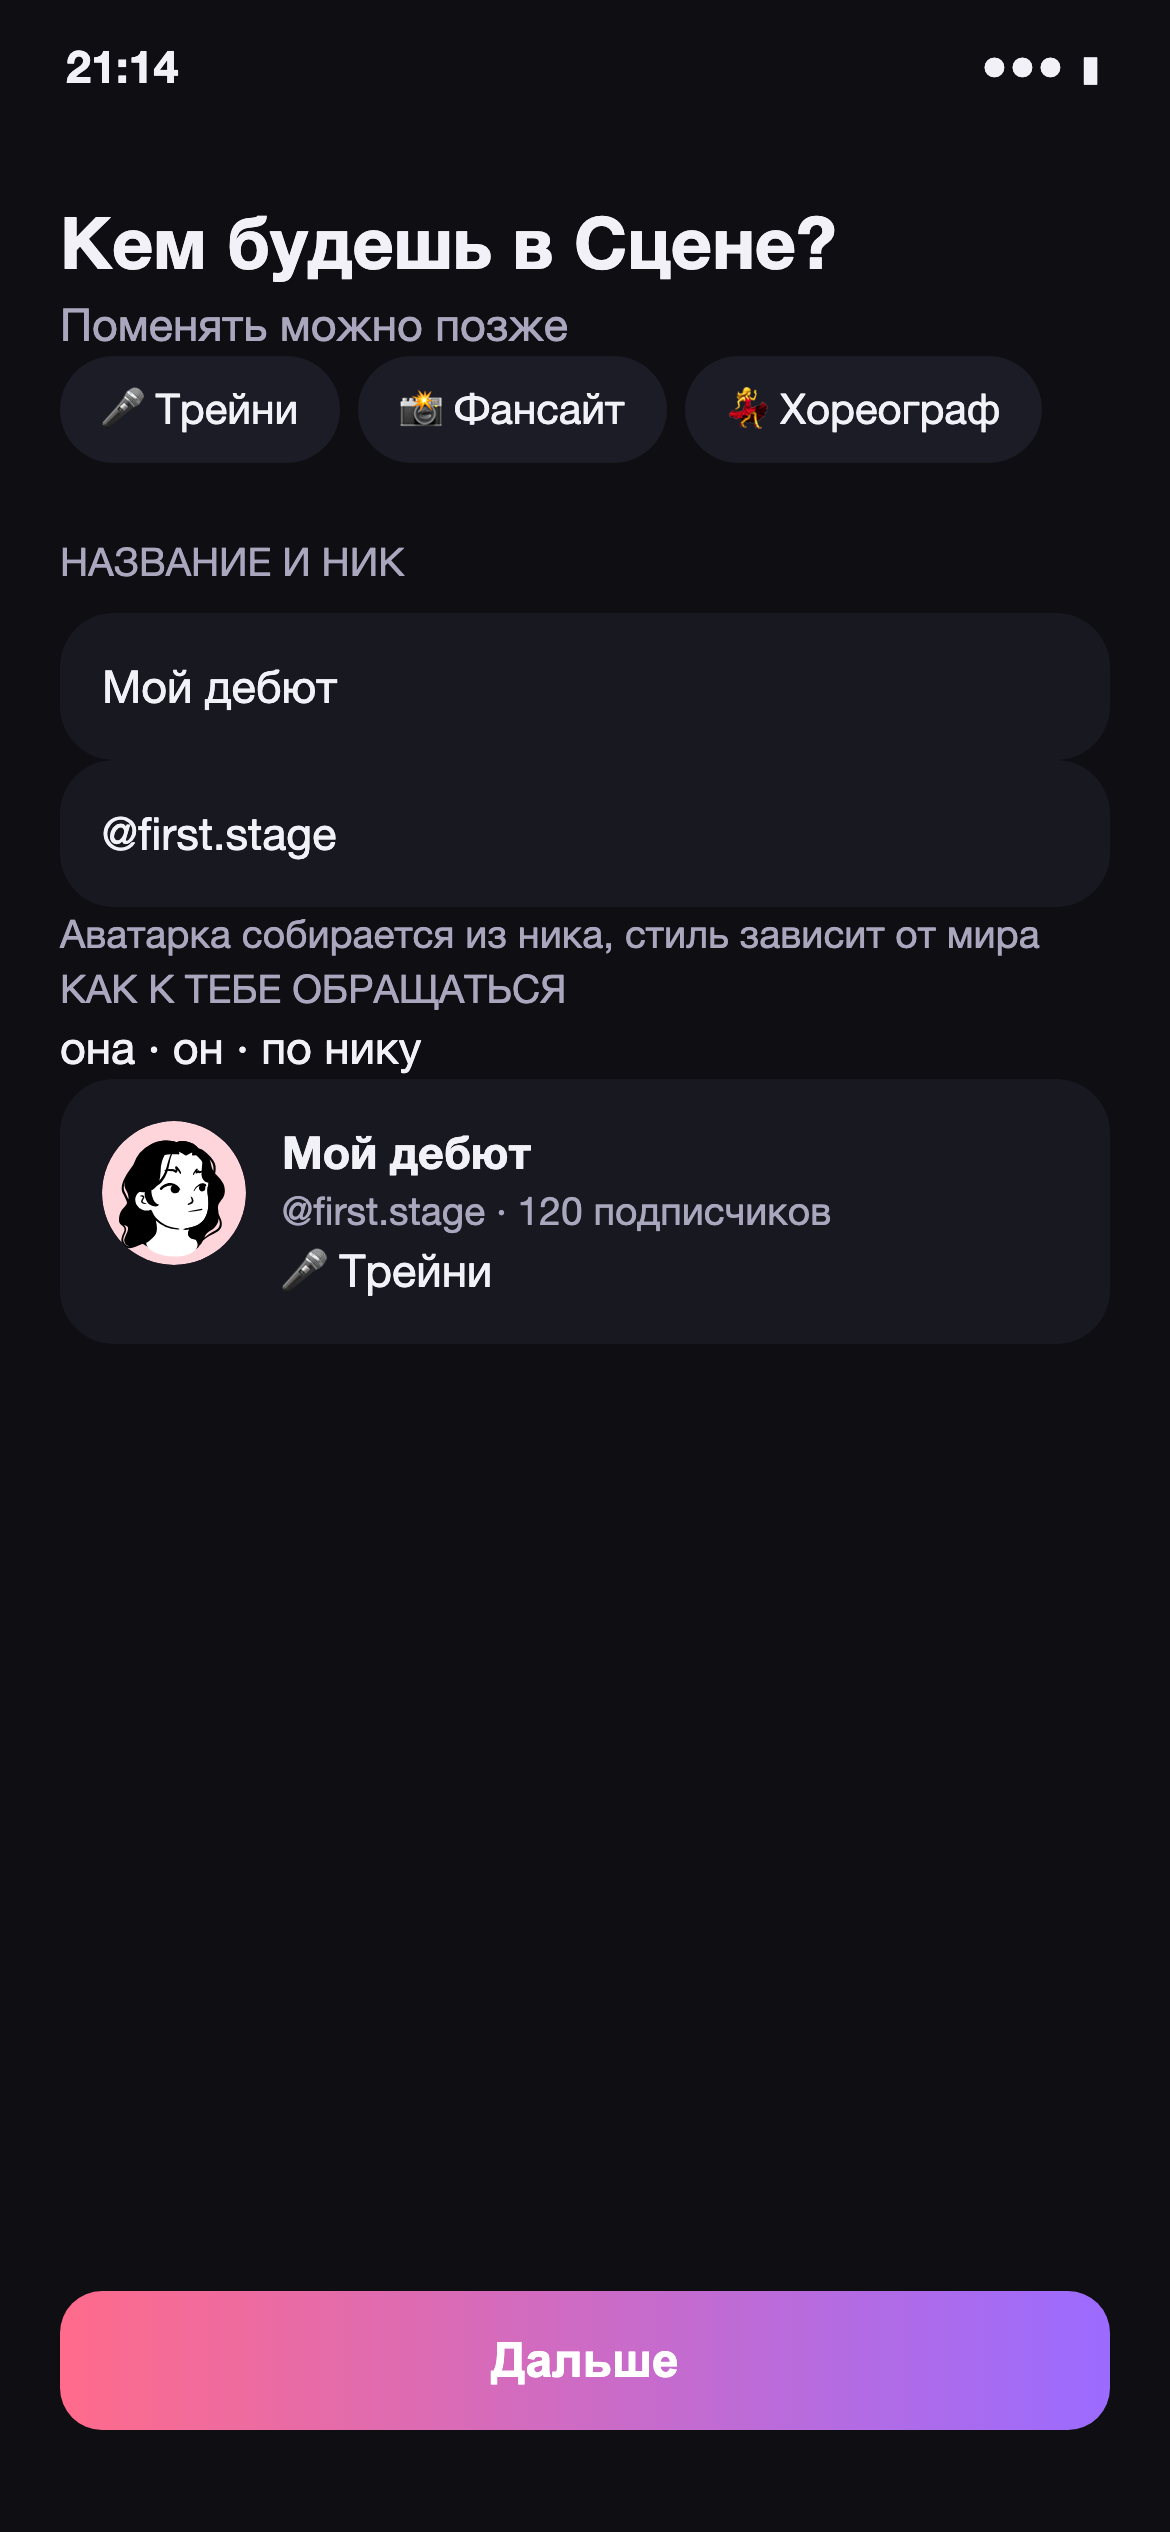 21:14
Кем будешь в Сцене?
Поменять можно позже
🎤 Трейни 📸 Фансайт 💃 Хореограф
НАЗВАНИЕ И НИК
Мой дебют
@first.stage
Аватарка собирается из ника, стиль зависит от мира
КАК К ТЕБЕ ОБРАЩАТЬСЯ
она · он · по нику
Мой дебют
@first.stage · 120 подписчиков
🎤 Трейни
Дальше